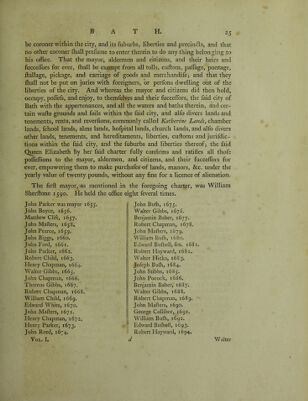 B A T H. 25
be coroner within the city, and its suburbs, liberties and precincts, and that
no other coroner shall presume to enter therein to do any thing belonging to
his office. That the mayor, aldermen and citizens, and their heirs and
successors for ever, shall be exempt from all tolls, custom, passage, pontage,
stallage, pickage, and carriage of goods and merchandise; and that they
shall not be put on juries with foreigners, or persons dwelling out of the
liberties of the city. And whereas the mayor and citizens did then hold,
occupy, possess, and enjoy, to themselves and their successors, the said city of
Bath with the appertenances, and all the waters and baths therein, and cer-
tain waste grounds and soils within the said city, and also divers lands and
tenements, rents, and reversions, commonly called Katherine Lands, chamber
lands, school lands, alms lands, hospital lands, church lands, and also divers
other lands, tenements, and hereditaments, liberties, customs and jurisdic-
tions within the said city, and the suburbs and liberties thereof; the said
Queen Elizabeth by her said charter fully confirms and ratifies all those
possessions to the mayor, aldermen, and citizens, and their successors for
ever, empowering them to make purchases of lands, manors, &c. under the
yearly value of twenty pounds, without any fine for a licence of alienation.
The first mayor, as mentioned in the foregoing charter, was William
Sherstone 1590. He held the office eight several times.
John Parker was mayor 1655.
John Boyce, 1656.
Matthew Clift, 1657.
John Masters, 1658.
John Pearce, 1659.
John Biggs, 1660.
John Ford, 1661.
John Parker, 1662.
Robert Child, 1663.
Henry Chapman, 1664.
Walter Gibbs, 1665.
John Chapman, 1666.
Thomas Gibbs, 1667.
Robert Chapman, 1668.
William Child, 1669.
Edward White, 1670.
John Masters, 1671.
Henry Chapman, 1672.
Henry Parker, 1673.
John Reed, 1674.
John Bush, 1675.
Walter Gibbs, 1676.
Benjamin Baber, 1677.
Robert Chapman, 1678.
John Masters, 1679.
William Bush, 1680.
Edward Bushell, sen. 1681.
Robert Hayward, 1682.
Walter Hicks, 1683.
Joseph Bush, 1684.
John Stibbs, 1685.
John Pocock, 1686.
Benjamin Baber, 1687.
Walter Gibbs, 1688.
Robert Chapman, 1689.
John Masters, 1690.
George Collibee, 1691.
William Bush, 1692.
Edward Bushell, 1693.
Robert Hayward, 1694.
VOL. I. d Walter